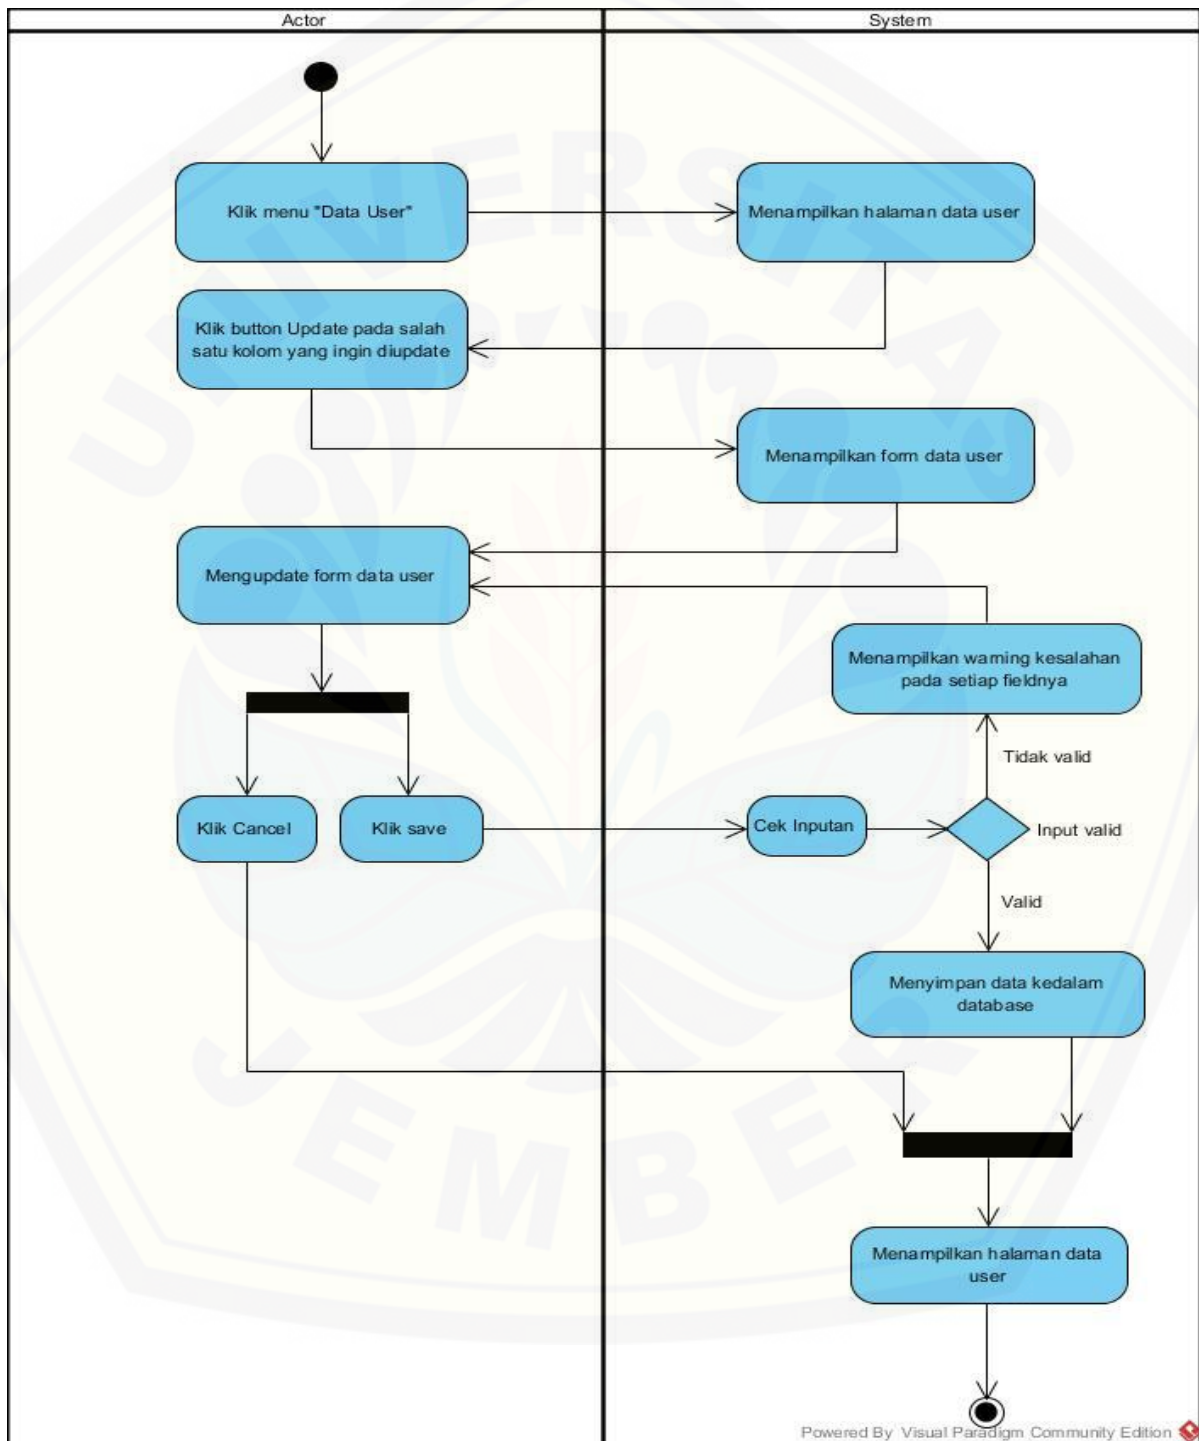 Actor
System
Klik menu "Data User"
Menampilkan halaman data user
Klik button Update pada salah
satu kolom yang ingin diupdate
Menampilkan form data user
Mengupdate form data user
Menampilkan warning kesalahan
pada setiap fieldnya
Tidak valid
Klik Cancel
Klik save
Cek Inputan
Input valid
Valid
Menyimpan data kedalam
database
Menampilkan halaman data
user
Powered By Visual Paradigm Community Edition
UNIVERSITAS
JEMBER